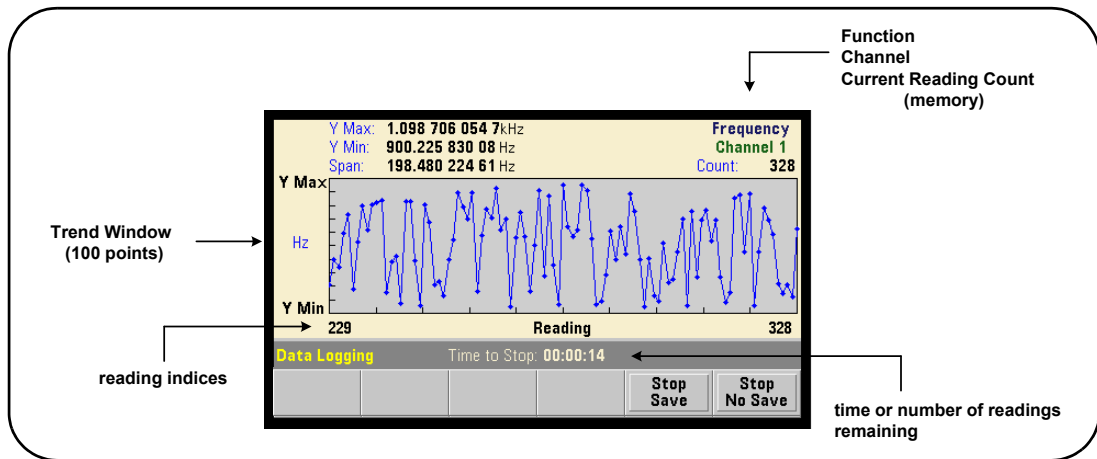 Function
Channel
Current Reading Count
(memory)
Y Max: 1.098 706 054 7kHz
Frequency
Y Min: 900.225 830 08 Hz
Channel 1
Span: 198.480 224 61 Hz
Count: 328
Y Max
Trend Window
(100 points)
Hz
Y Min
229
Reading
328
Data Logging
Time to Stop: 00:00:14
reading indices
Stop
Save
Stop
No Save
time or number of readings
remaining